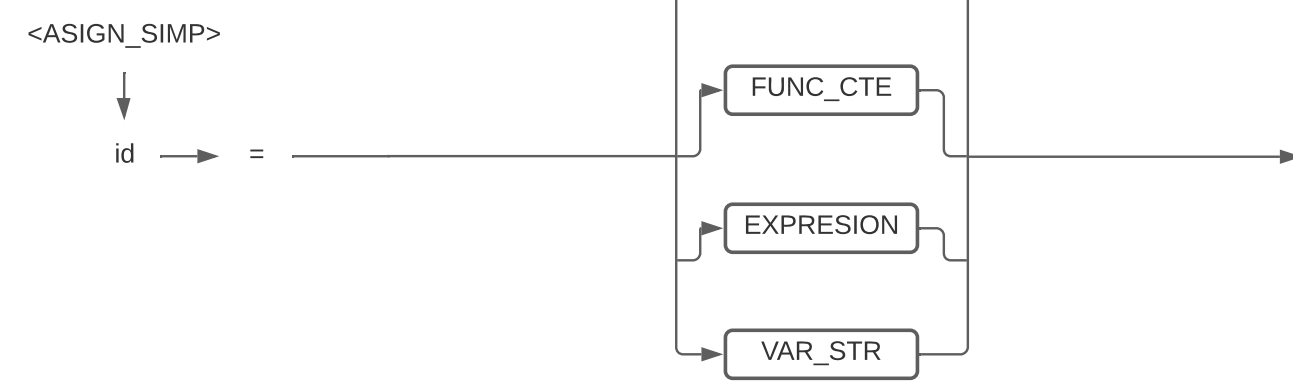 <ASIGN_SIMP>
FUNC_CTE
id =
EXPRESION
VAR_STR